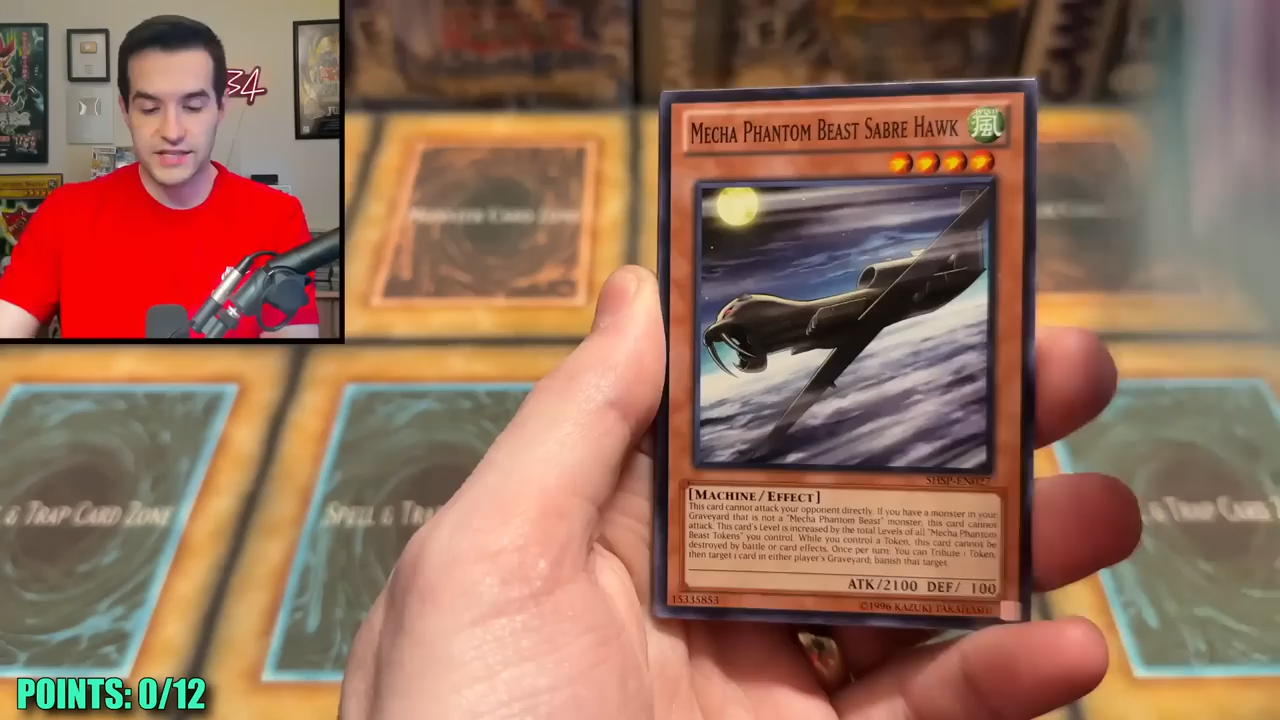 34
MECHA PHANTOM BEAST SABRE HAWK
風
MONSTER CARD ZONE
SHSP-EN027
[MACHINE/EFFECT]
This card cannot attack your opponent directly. If you have a monster in your
Graveyard that is not a "Mecha Phantom Beast" monster, this card cannot
attack. This card's Level is increased by the total Levels of all "Mecha Phantom
Beast Tokens" you control. While you control a Token, this card cannot be
destroyed by battle or card effects. Once per turn: You can Tribute 1 Token,
then target 1 card in either player's Graveyard; banish that target.
ATK/2100 DEF/ 100
15335853
©1996 KAZUKI TAKAHASHI
& TRAP CARD ZONE
SPELL & TRA
& TRAP CARD
POINTS: 0/12